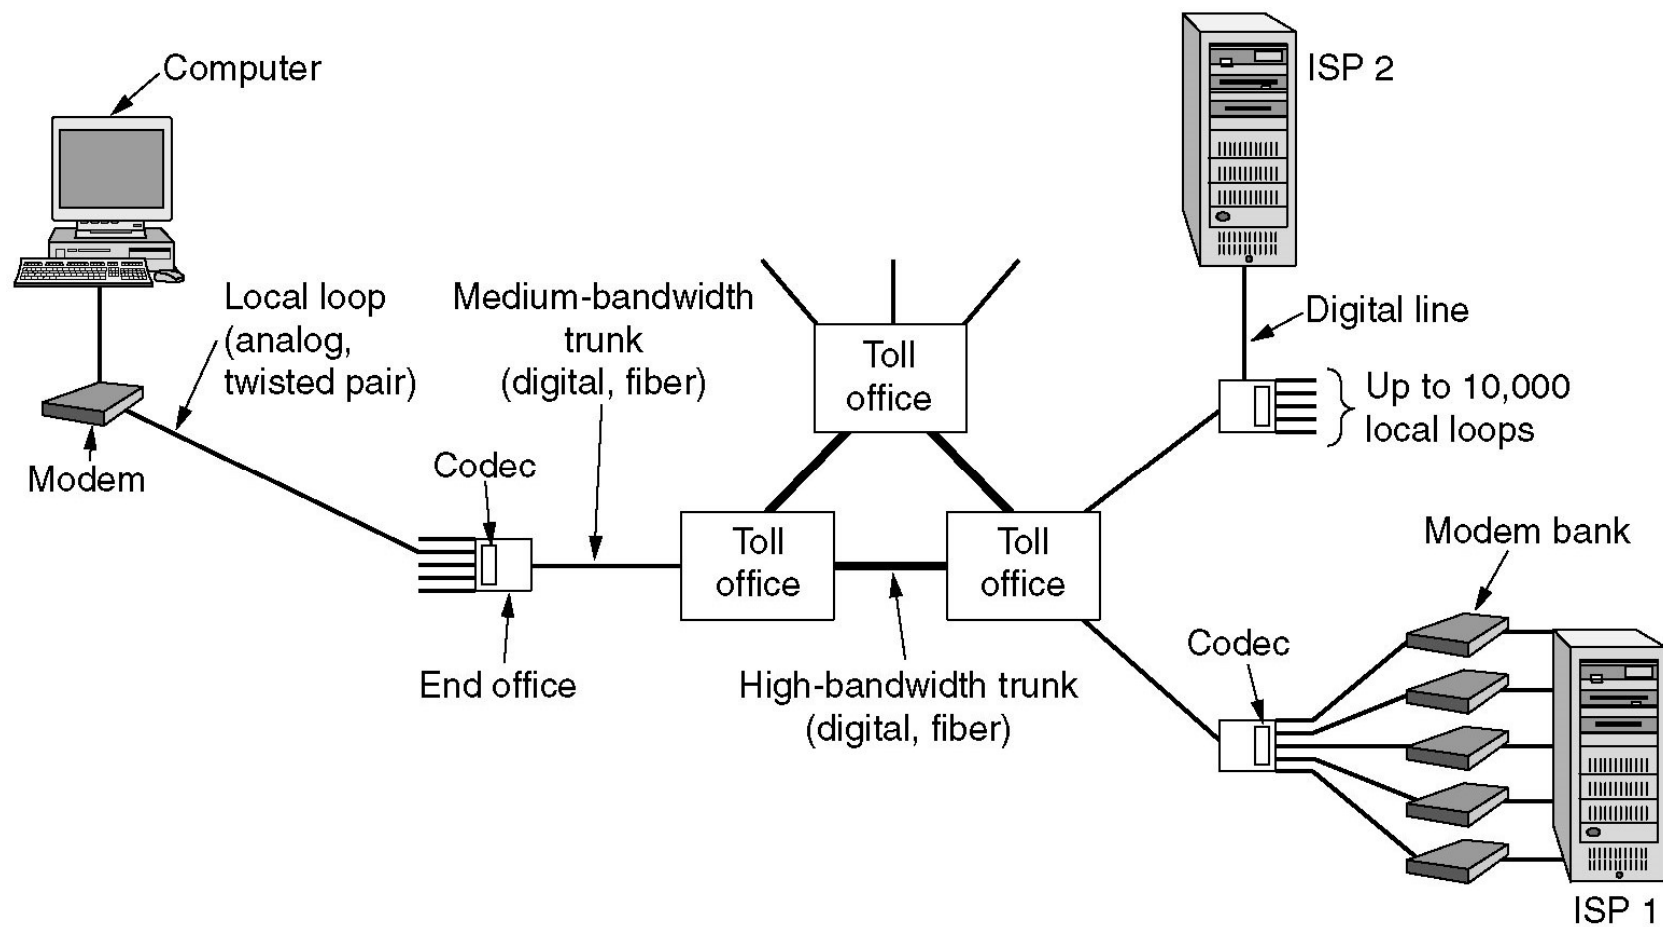 Computer
ISP 2
Local loop
(analog,
twisted pair)
Medium-bandwidth
trunk
(digital, fiber)
Digital line
Toll
office
Up to 10,000
local loops
Modem
Codec
Toll
office
Toll
office
Modem bank
Codec
End office
High-bandwidth trunk
(digital, fiber)
ISP 1